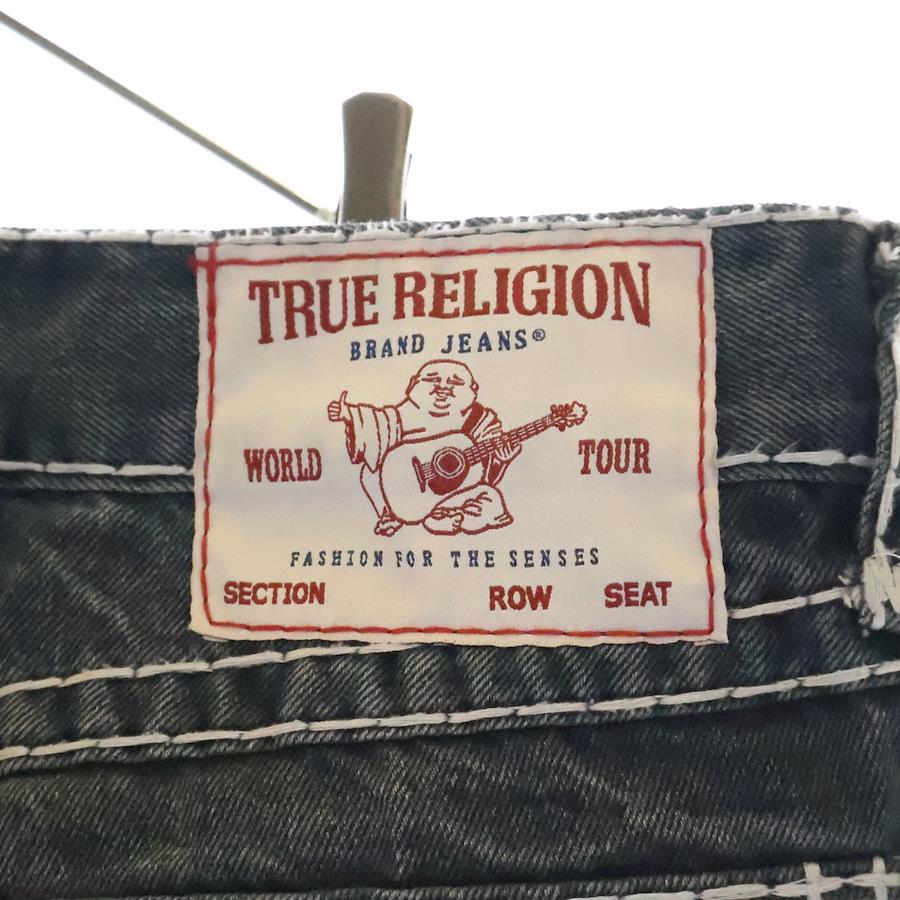 TRUE RELIGION
BRAND JEANS®
WORLD TOUR
FASHION FOR THE SENSES
SECTION ROW SEAT